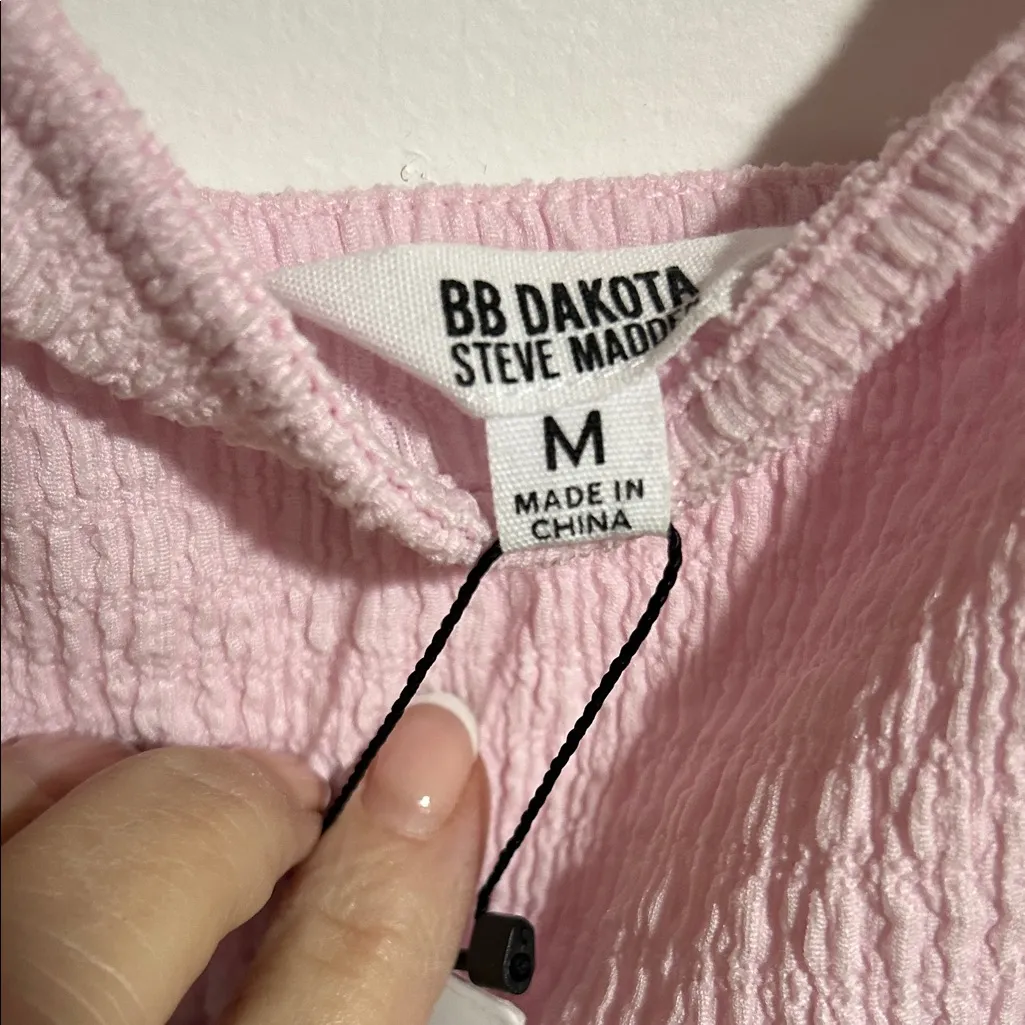 BB DAKOTA
STEVE MADDEN
M
MADE IN
CHINA